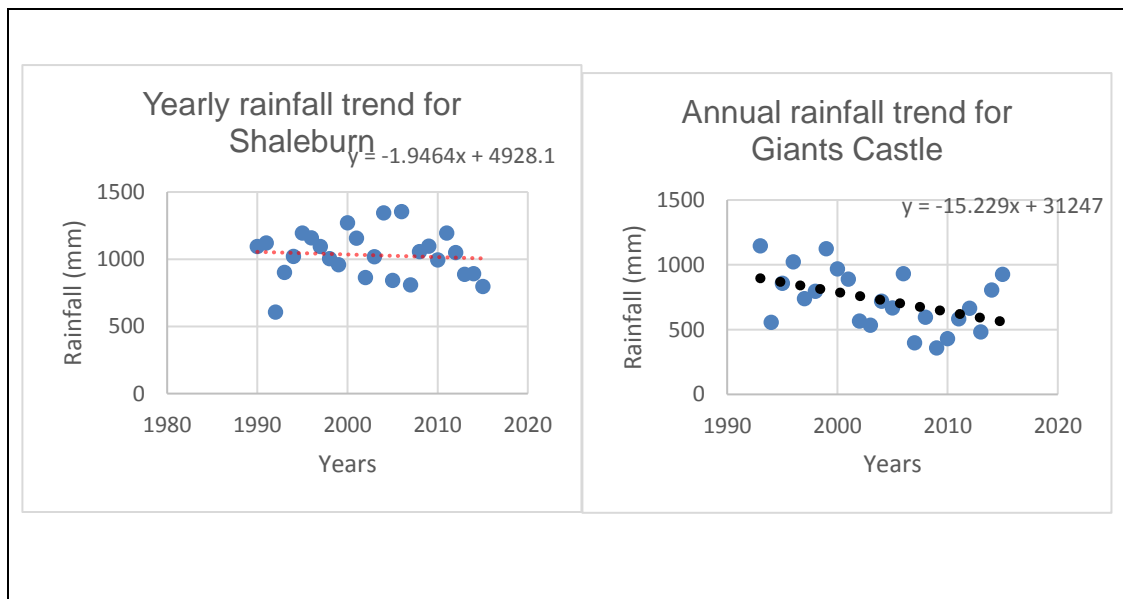 Yearly rainfall trend for
Shaleburn
y = -1.9464x + 4928.1
1500
1000
500
0
Rainfall (mm)
1980 1990 2000 2010 2020
Years
Annual rainfall trend for
Giants Castle
y = -15.229x + 31247
1500
1000
500
0
Rainfall (mm)
1990 2000 2010 2020
Years